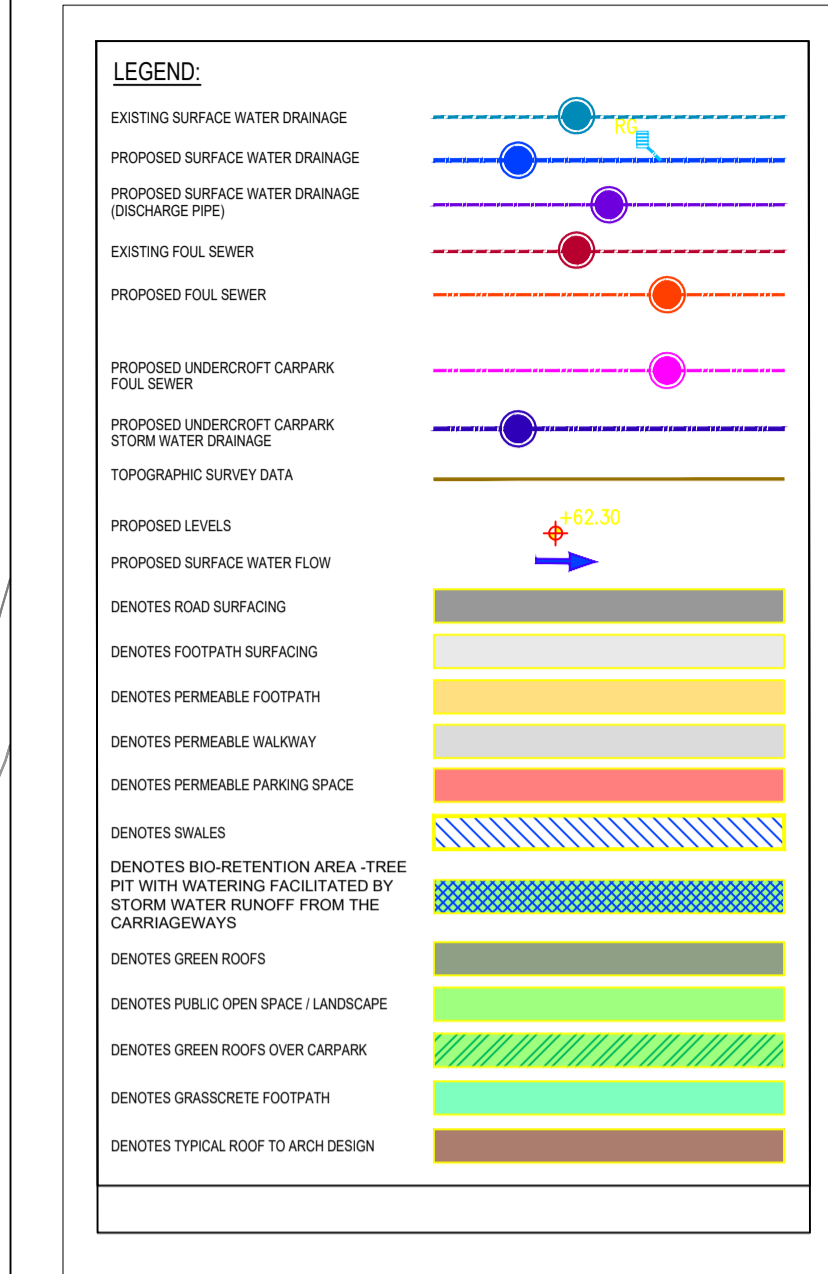 LEGEND:
EXISTING SURFACE WATER DRAINAGE
RG
PROPOSED SURFACE WATER DRAINAGE
PROPOSED SURFACE WATER DRAINAGE
(DISCHARGE PIPE)
EXISTING FOUL SEWER
PROPOSED FOUL SEWER
PROPOSED UNDERCROFT CARPARK
FOUL SEWER
PROPOSED UNDERCROFT CARPARK
STORM WATER DRAINAGE
TOPOGRAPHIC SURVEY DATA
PROPOSED LEVELS
+62.30
PROPOSED SURFACE WATER FLOW
DENOTES ROAD SURFACING
DENOTES FOOTPATH SURFACING
DENOTES PERMEABLE FOOTPATH
DENOTES PERMEABLE WALKWAY
DENOTES PERMEABLE PARKING SPACE
DENOTES SWALES
DENOTES BIO-RETENTION AREA -TREE
PIT WITH WATERING FACILITATED BY
STORM WATER RUNOFF FROM THE
CARRIAGEWAYS
DENOTES GREEN ROOFS
DENOTES PUBLIC OPEN SPACE / LANDSCAPE
DENOTES GREEN ROOFS OVER CARPARK
DENOTES GRASSCRETE FOOTPATH
DENOTES TYPICAL ROOF TO ARCH DESIGN